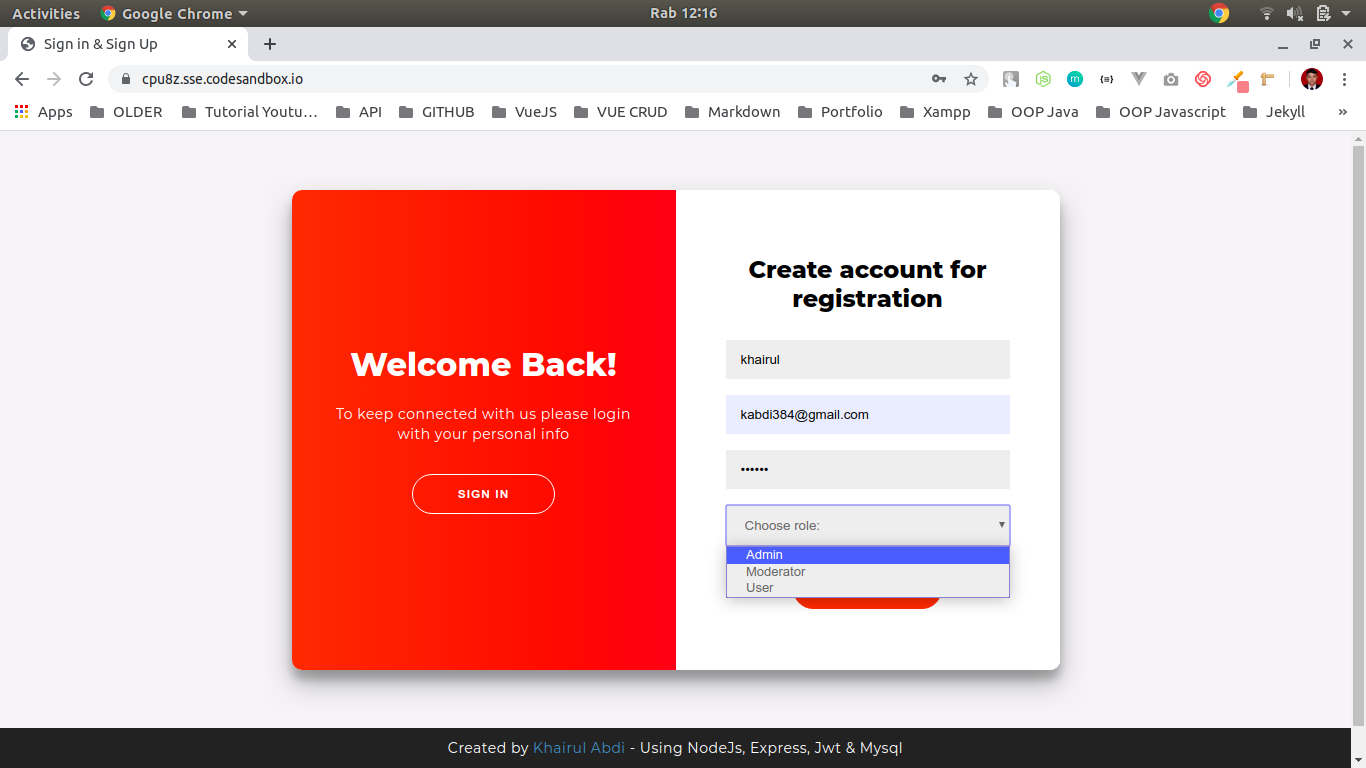 Activities Google Chrome Rab 12:16
Sign in & Sign Up
cpu8z.sse.codesandbox.io
Apps OLDER Tutorial Youtu… API GITHUB VueJS VUE CRUD Markdown Portfolio Xampp OOP Java OOP Javascript Jekyll »
Welcome Back!
To keep connected with us please login
with your personal info
SIGN IN
Create account for
registration
khairul
kabdi384@gmail.com
••••••
Choose role:
Admin
Moderator
User
Created by Khairul Abdi - Using NodeJs, Express, Jwt & Mysql